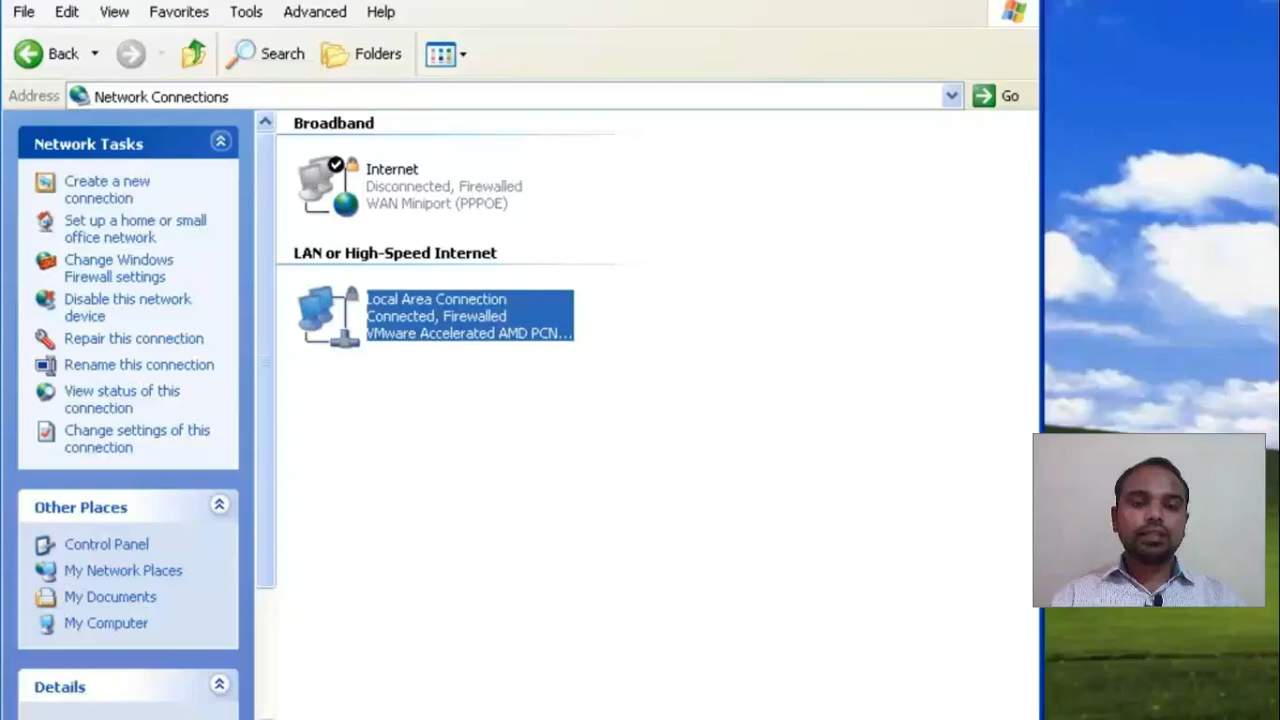 File Edit View Favorites Tools Advanced Help
Back Search Folders
Address Network Connections Go
Network Tasks
Create a new
connection
Set up a home or small
office network
Change Windows
Firewall settings
Disable this network
device
Repair this connection
Rename this connection
View status of this
connection
Change settings of this
connection
Other Places
Control Panel
My Network Places
My Documents
My Computer
Details
Broadband
Internet
Disconnected, Firewalled
WAN Miniport (PPPOE)
LAN or High-Speed Internet
Local Area Connection
Connected, Firewalled
VMware Accelerated AMD PCN...